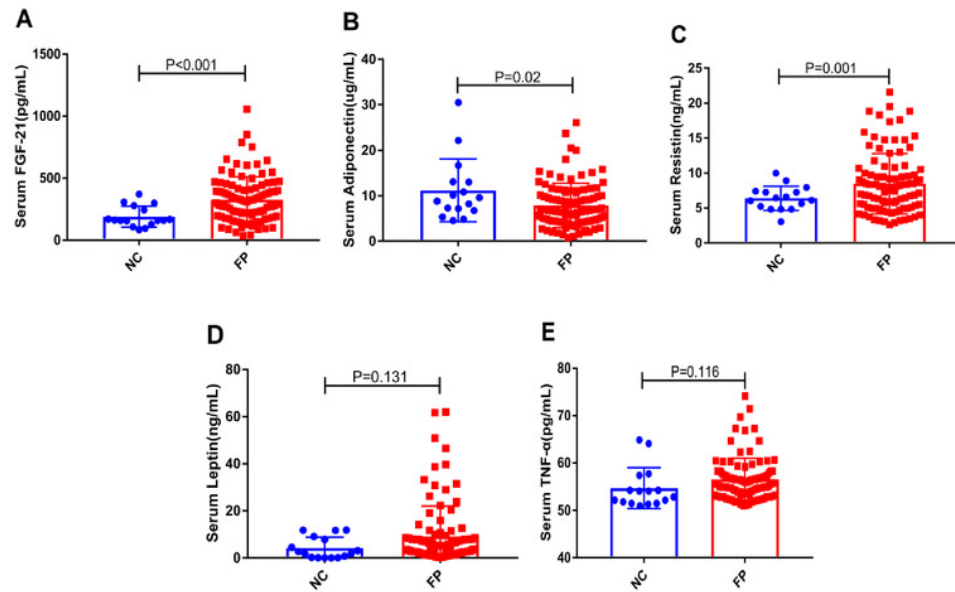 A
Serum FGF-21(pg/mL)
1500
1000
500
0
P<0.001
NC
FP
B
Serum Adiponectin(ug/mL)
40
30
20
10
0
P=0.02
NC
FP
C
Serum Resistin(ng/mL)
25
20
15
10
5
0
P=0.001
NC
FP
D
Serum Leptin(ng/mL)
80
60
40
20
0
P=0.131
NC
FP
E
Serum TNF-α(pg/mL)
80
70
60
50
40
P=0.116
NC
FP